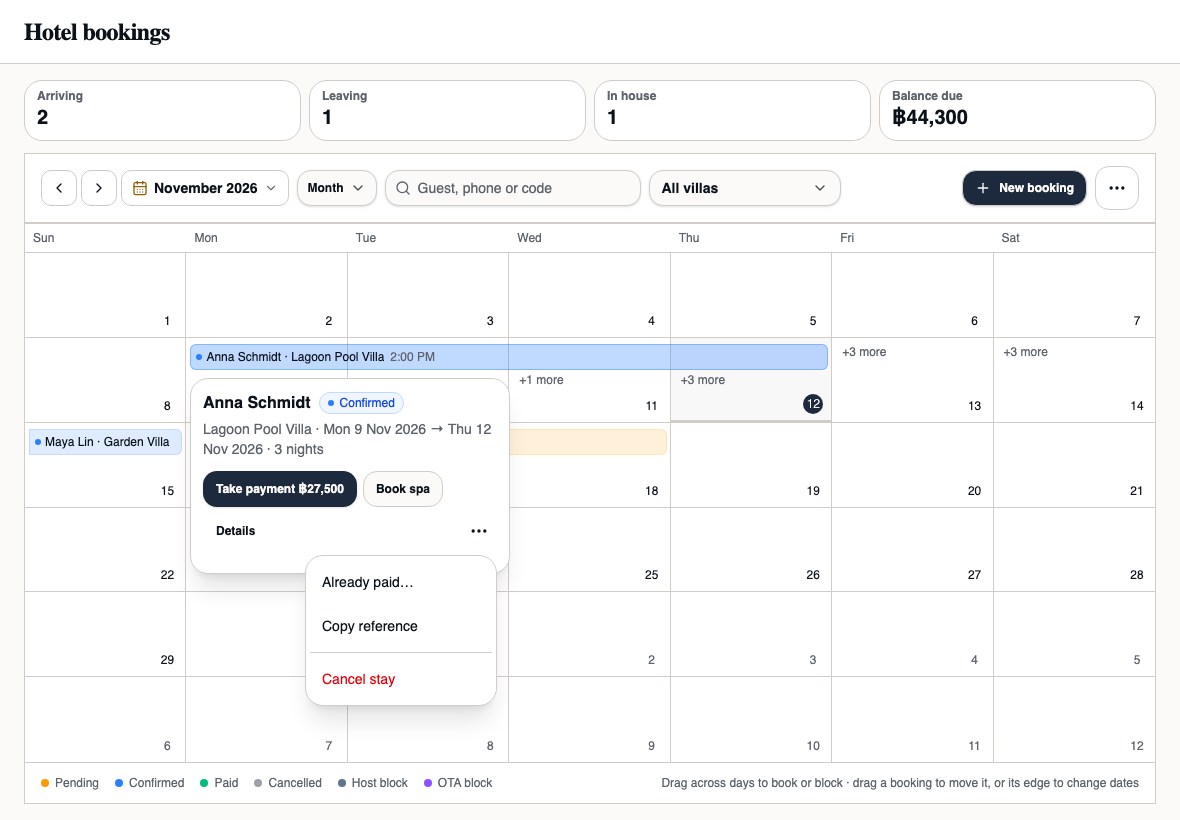 Hotel bookings
Arriving
2
Leaving
1
In house
1
Balance due
฿44,300
November 2026
Month
Guest, phone or code
All villas
New booking
Sun Mon Tue Wed Thu Fri Sat
1 2 3 4 5 6 7
Anna Schmidt · Lagoon Pool Villa 2:00 PM
+3 more +3 more
+1 more +3 more
8 11 12 13 14
Anna Schmidt Confirmed
Lagoon Pool Villa · Mon 9 Nov 2026 → Thu 12
Nov 2026 · 3 nights
Take payment ฿27,500 Book spa
Details
Already paid…
Copy reference
Cancel stay
Maya Lin · Garden Villa
15 18 19 20 21
22 25 26 27 28
29 2 3 4 5
6 7 8 9 10 11 12
Pending Confirmed Paid Cancelled Host block OTA block
Drag across days to book or block · drag a booking to move it, or its edge to change dates